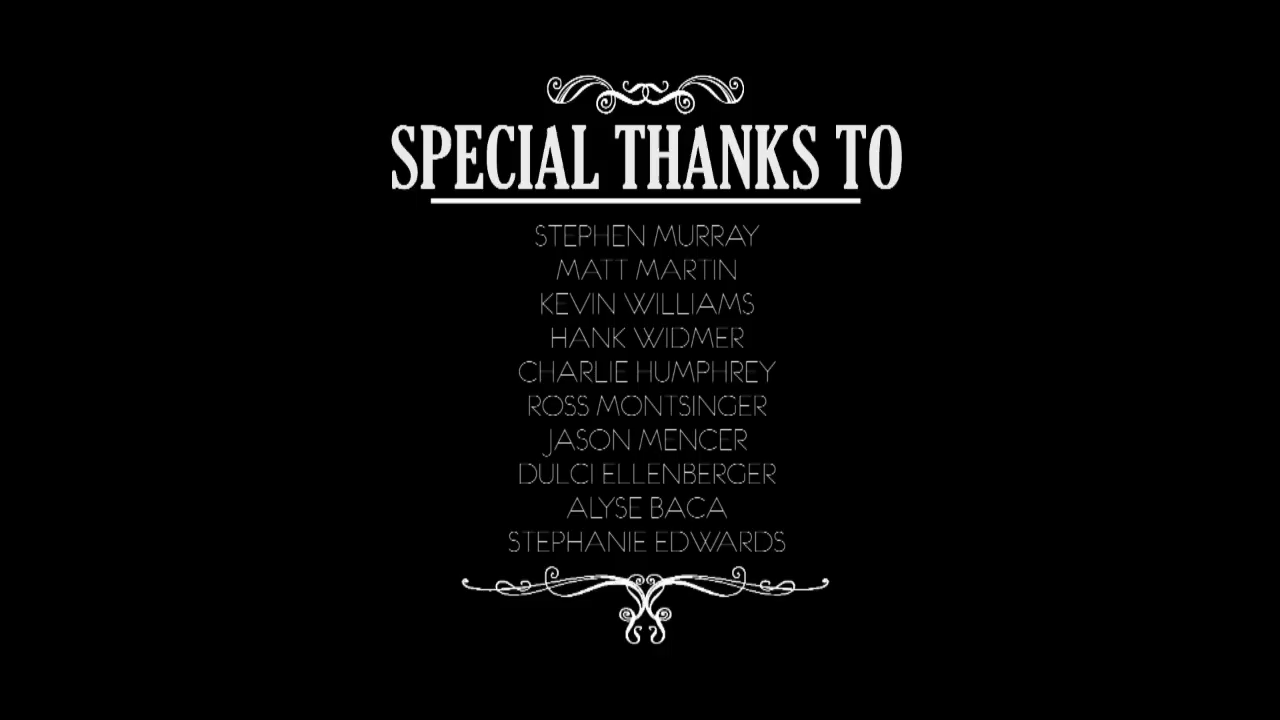 SPECIAL THANKS TO
STEPHEN MURRAY
MATT MARTIN
KEVIN WILLIAMS
HANK WIDMER
CHARLIE HUMPHREY
ROSS MONTSINGER
JASON MENCER
DULCI ELLENBERGER
ALYSE BACA
STEPHANIE EDWARDS